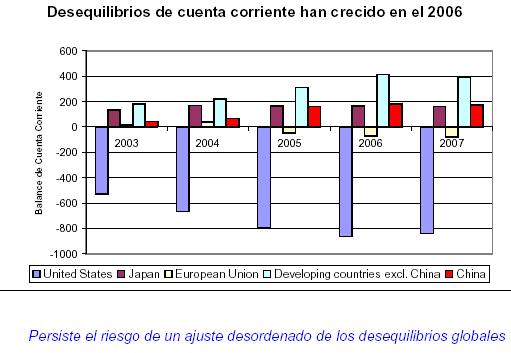 Desequilibrios de cuenta corriente han crecido en el 2006
Balance de Cuenta Corriente
600
400
200
0
-200
-400
-600
-800
-1000
2003 2004 2005 2006 2007
United States Japan European Union Developing countries excl. China China
Persiste el riesgo de un ajuste desordenado de los desequilibrios globales